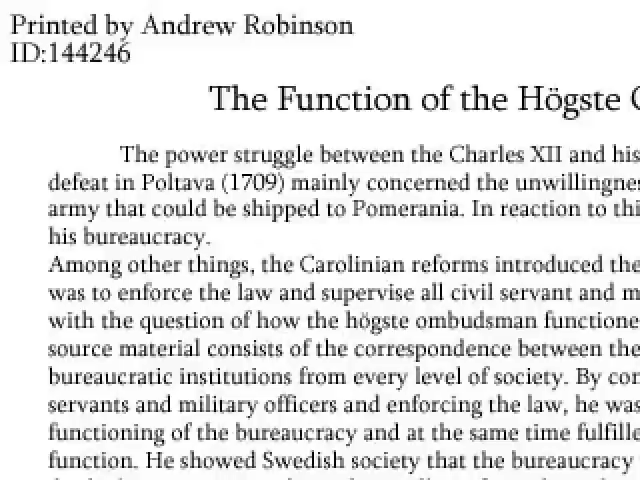 Printed by Andrew Robinson
ID:144246
The Function of the Högste
The power struggle between the Charles XII and his
defeat in Poltava (1709) mainly concerned the
army that could be shipped to Pomerania. In reaction to
his bureaucracy.
Among other things, the Carolinian reforms introduced the
was to enforce the law and supervise all civil servant and
with the question of how the högste ombudsman
source material consists of the correspondence between the
bureaucratic institutions from every level of society. By
servants and military officers and enforcing the law, he was
functioning of the bureaucracy and at the same time
function. He showed Swedish society that the bureaucracy